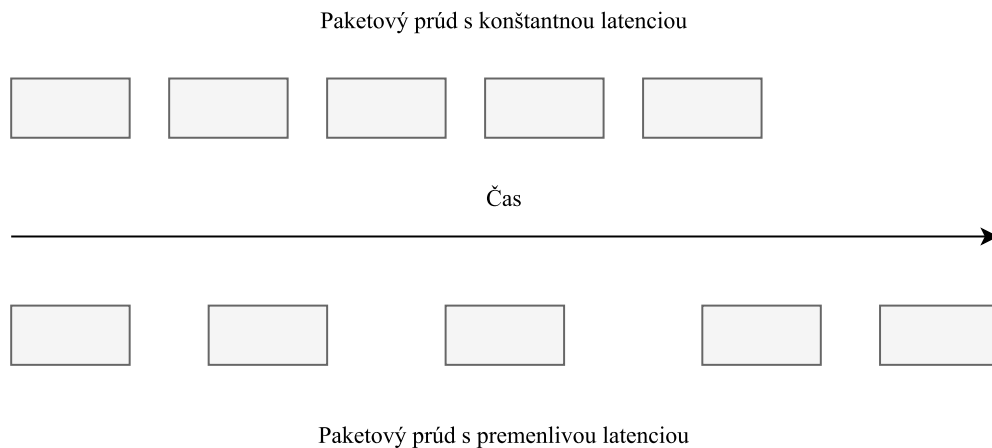 Paketový prúd s konštantnou latenciou
Čas
Paketový prúd s premenlivou latenciou